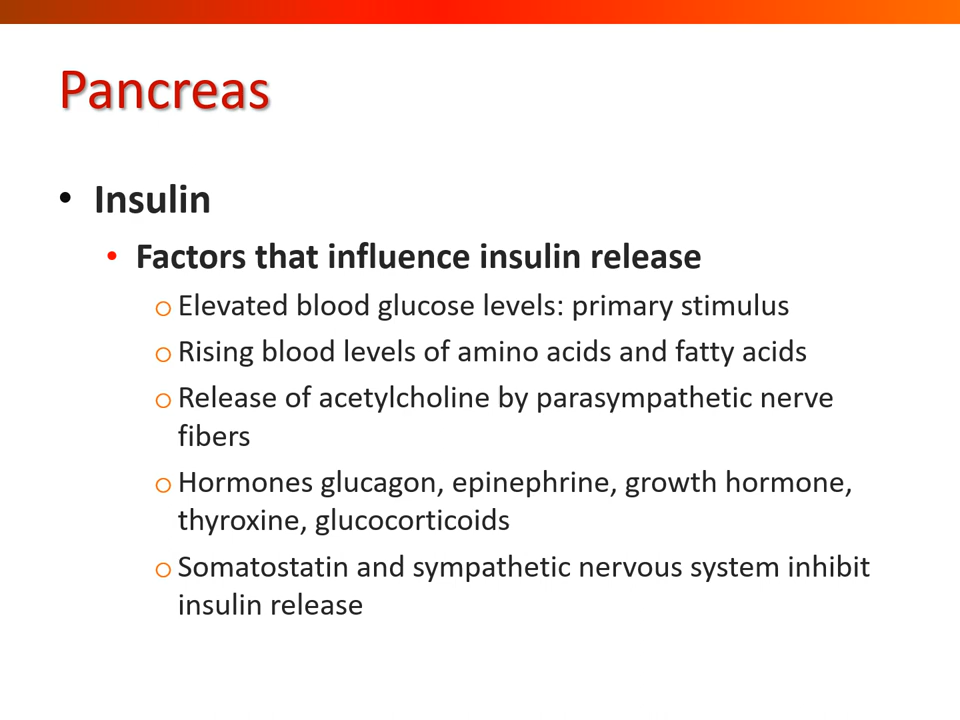 Pancreas
• Insulin
• Factors that influence insulin release
o Elevated blood glucose levels: primary stimulus
o Rising blood levels of amino acids and fatty acids
o Release of acetylcholine by parasympathetic nerve
fibers
o Hormones glucagon, epinephrine, growth hormone,
thyroxine, glucocorticoids
o Somatostatin and sympathetic nervous system inhibit
insulin release